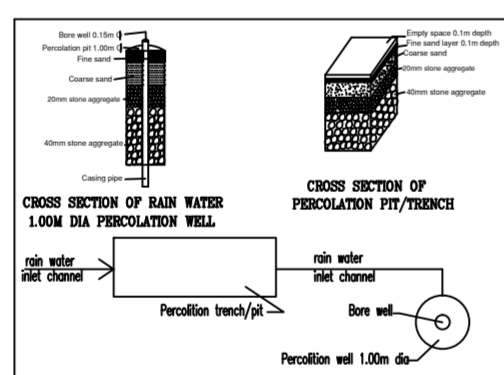 Bore well 0.15m
Percolation pit 1.00m
Fine sand
Coarse sand
20mm stone aggregate
40mm stone aggregate
Casing pipe
CROSS SECTION OF RAIN WATER
1.00M DIA PERCOLATION WELL
Empty space 0.1m depth
Fine sand layer 0.1m depth
Coarse sand
20mm stone aggregate
40mm stone aggregate
CROSS SECTION OF
PERCOLATION PIT/TRENCH
rain water
inlet channel
Percolition trench/pit
rain water
inlet channel
Bore well
Percolition well 1.00m dia